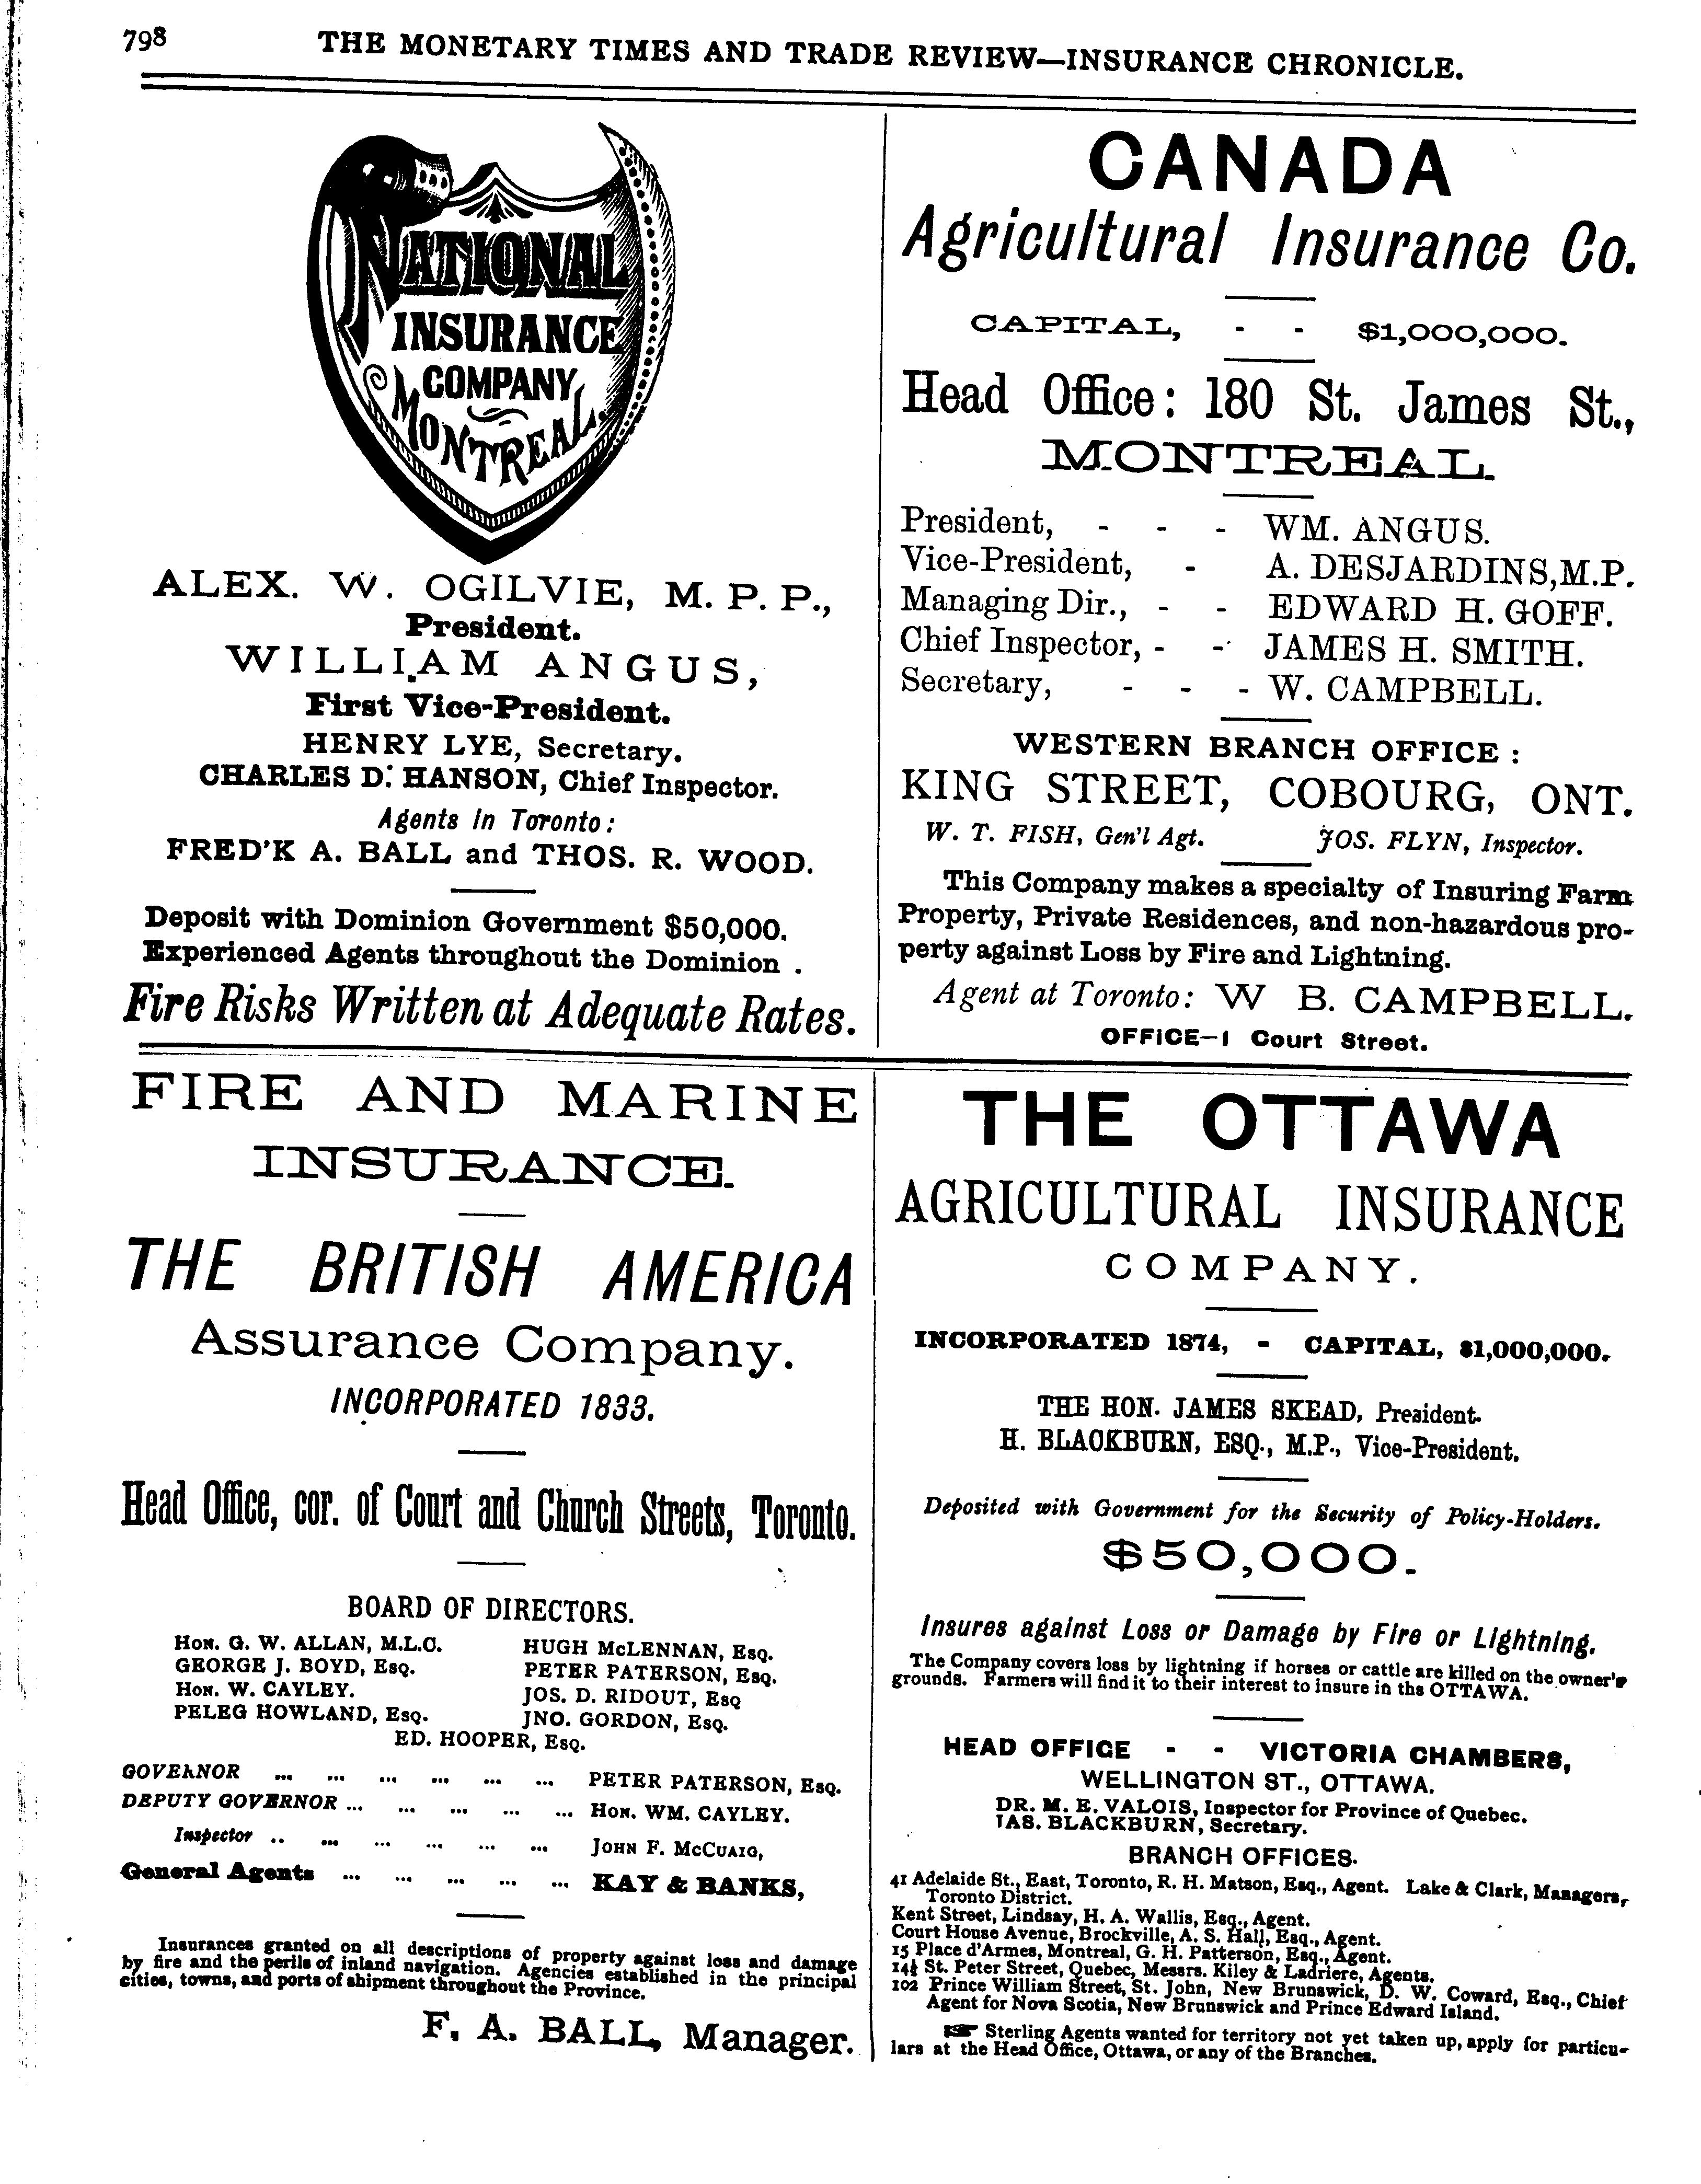 798 THE MONETARY TIMES AND TRADE REVIEW—INSURANCE CHRONICLE.
NATIONAL
INSURANCE
COMPANY
MONTREAL.
ALEX. W. OGILVIE, M. P. P.,
President.
WILLIAM ANGUS,
First Vice-President.
HENRY LYE, Secretary.
CHARLES D. HANSON, Chief Inspector.
Agents in Toronto:
FRED'K A. BALL and THOS. R. WOOD.
Deposit with Dominion Government $50,000.
Experienced Agents throughout the Dominion .
Fire Risks Written at Adequate Rates.
CANADA
Agricultural Insurance Co.
CAPITAL, - - $1,000,000.
Head Office: 180 St. James St.,
MONTREAL.
President, - - - WM. ANGUS.
Vice-President, - A. DESJARDINS, M.P.
Managing Dir., - - EDWARD H. GOFF.
Chief Inspector, - - JAMES H. SMITH.
Secretary, - - - W. CAMPBELL.
WESTERN BRANCH OFFICE :
KING STREET, COBOURG, ONT.
W. T. FISH, Gen'l Agt. JOS. FLYN, Inspector.
This Company makes a specialty of Insuring Farm
Property, Private Residences, and non-hazardous pro-
perty against Loss by Fire and Lightning.
Agent at Toronto: W B. CAMPBELL.
OFFICE—1 Court Street.
FIRE AND MARINE
INSURANCE.
THE BRITISH AMERICA
Assurance Company.
INCORPORATED 1833.
Head Office, cor. of Court and Church Streets, Toronto.
BOARD OF DIRECTORS.
HON. G. W. ALLAN, M.L.C. HUGH McLENNAN, ESQ.
GEORGE J. BOYD, ESQ. PETER PATERSON, ESQ.
HON. W. CAYLEY. JOS. D. RIDOUT, ESQ
PELEG HOWLAND, ESQ. JNO. GORDON, ESQ.
ED. HOOPER, ESQ.
GOVERNOR ... ... ... ... ... ... PETER PATERSON, ESQ.
DEPUTY GOVERNOR ... ... ... ... ... HON. WM. CAYLEY.
Inspector .. ... ... ... ... ... JOHN F. McCUAIG,
General Agents ... ... ... ... ... KAY & BANKS,
Insurances granted on all descriptions of property against loss and damage
by fire and the perils of inland navigation. Agencies established in the principal
cities, towns, and ports of shipment throughout the Province.
F. A. BALL, Manager.
THE OTTAWA
AGRICULTURAL INSURANCE
COMPANY.
INCORPORATED 1874, - CAPITAL, $1,000,000.
THE HON. JAMES SKEAD, President.
H. BLACKBURN, ESQ., M.P., Vice-President.
Deposited with Government for the Security of Policy-Holders.
$50,000.
Insures against Loss or Damage by Fire or Lightning.
The Company covers loss by lightning if horses or cattle are killed on the owner's
grounds. Farmers will find it to their interest to insure in ths OTTAWA.
HEAD OFFICE - - VICTORIA CHAMBERS,
WELLINGTON ST., OTTAWA.
DR. M. E. VALOIS, Inspector for Province of Quebec.
JAS. BLACKBURN, Secretary.
BRANCH OFFICES.
41 Adelaide St., East, Toronto, R. H. Matson, Esq., Agent. Lake & Clark, Managers,
Toronto District.
Kent Street, Lindsay, H. A. Wallis, Esq., Agent.
Court House Avenue, Brockville, A. S. Hall, Esq., Agent.
15 Place d'Armes, Montreal, G. H. Patterson, Esq., Agent.
14½ St. Peter Street, Quebec, Messrs. Kiley & Ladriere, Agents.
102 Prince William Street, St. John, New Brunswick, D. W. Coward, Esq., Chief
Agent for Nova Scotia, New Brunswick and Prince Edward Island.
☞ Sterling Agents wanted for territory not yet taken up, apply for particu-
lars at the Head Office, Ottawa, or any of the Branches.